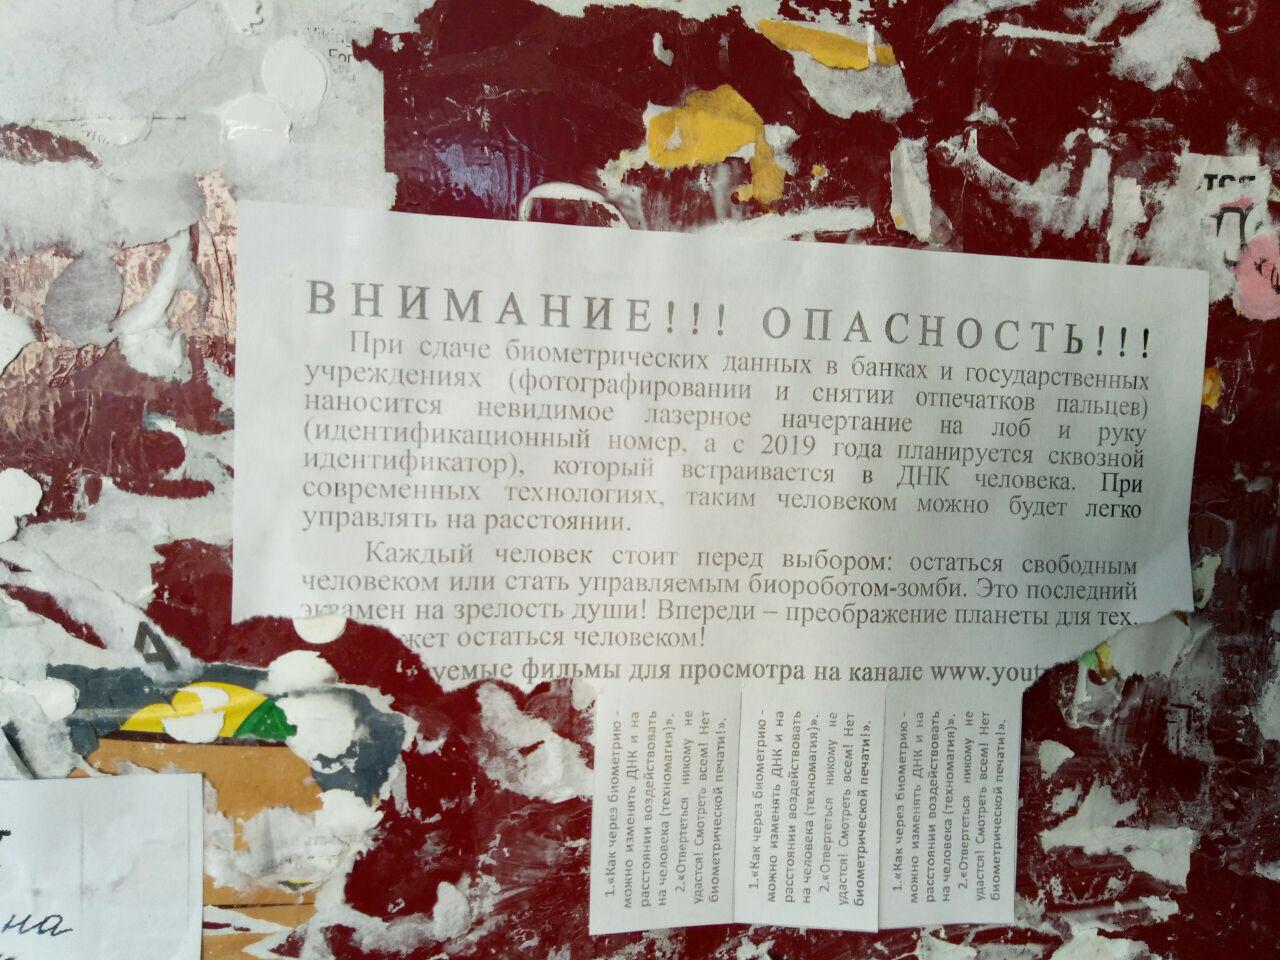 Viking
For
ВНИМАНИЕ!!! ОПАСНОСТЬ!!!
При сдаче биометрических данных в банках и государственных
учреждениях (фотографировании и снятии отпечатков пальцев)
наносится невидимое лазерное начертание на лоб и руку
(идентификационный номер, а с 2019 года планируется сквозной
идентификатор), который встраивается в ДНК человека. При
современных технологиях, таким человеком можно будет легко
управлять на расстоянии.
Каждый человек стоит перед выбором: остаться свободным
человеком или стать управляемым биороботом-зомби. Это последний
экзамен на зрелость души! Впереди – преображение планеты для тех,
жет остаться человеком!
уемые фильмы для просмотра на канале www.yout
1.«Как через биометрию -
можно изменять ДНК и на
расстоянии воздействовать
на человека (техномагия)».
2.«Отвертеться никому не
удастся! Смотреть всем! Нет
биометрической печати!».
1.«Как через биометрию -
можно изменять ДНК и на
расстоянии воздействовать
на человека (техномагия)».
2.«Отвертеться никому не
удастся! Смотреть всем! Нет
биометрической печати!».
1.«Как через биометрию -
можно изменять ДНК и на
расстоянии воздействовать
на человека (техномагия)».
2.«Отвертеться никому не
удастся! Смотреть всем! Нет
биометрической печати!».
на